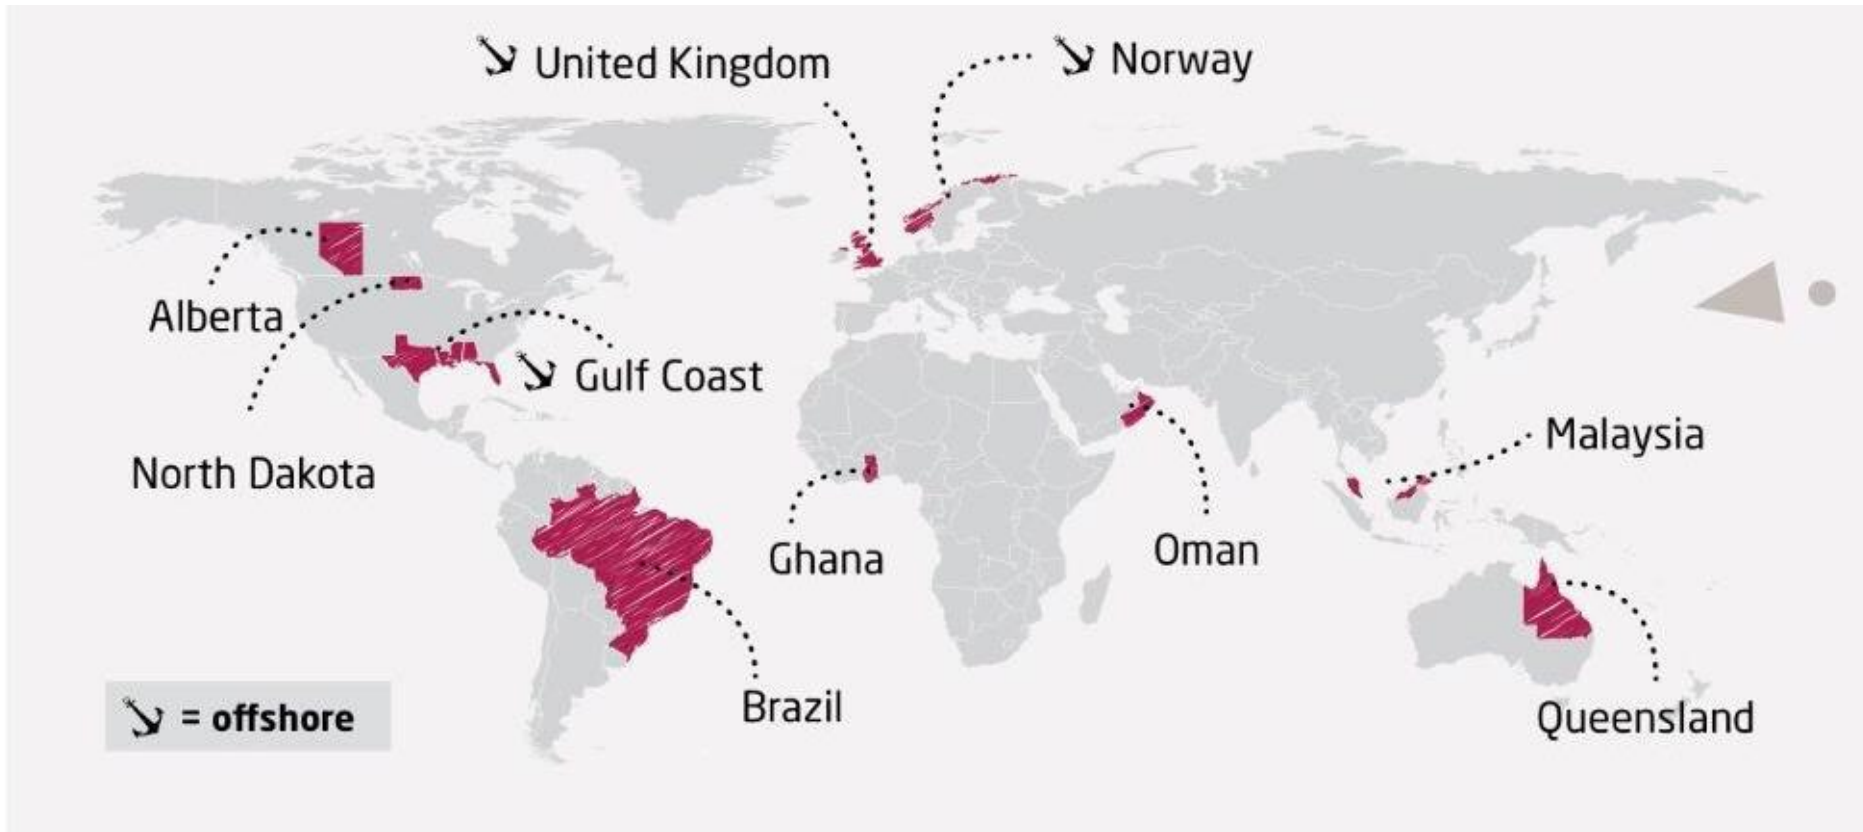 United Kingdom
Norway
Alberta
Gulf Coast
North Dakota
Malaysia
Ghana
Oman
Brazil
= offshore
Queensland